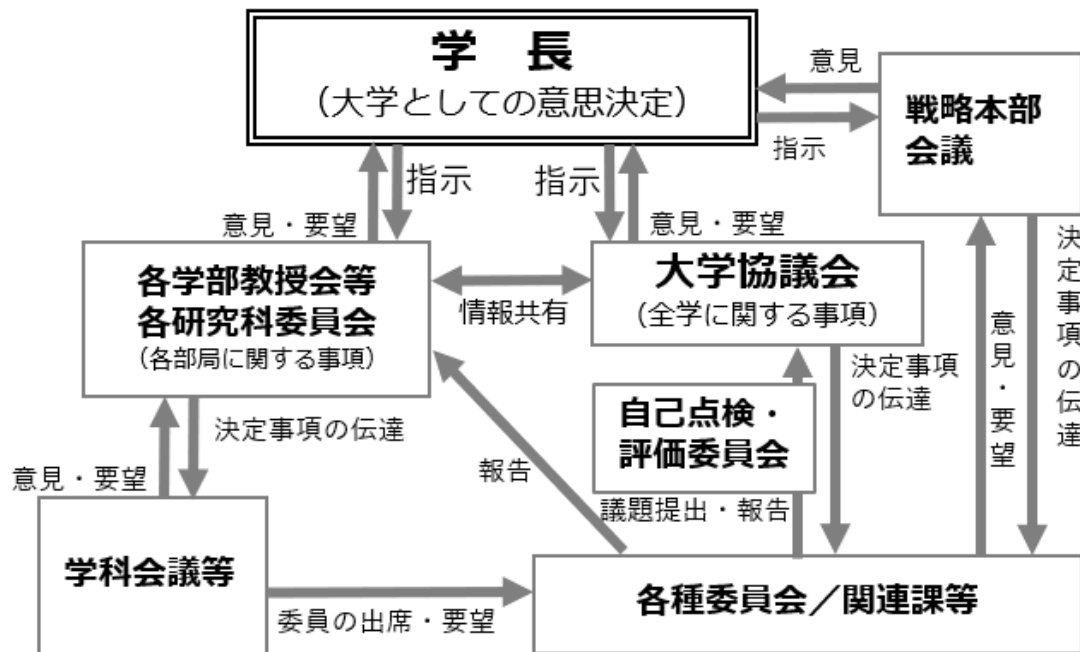 学　長
（大学としての意思決定）
意見
指示
戦略本部
会議
指示
指示
意見・要望
意見・要望
各学部教授会等
各研究科委員会
（各部局に関する事項）
情報共有
大学協議会
（全学に関する事項）
決定事項の伝達
意見・要望
決定事項
の伝達
自己点検・
評価委員会
決定事項の伝達
意見・要望
報告
議題提出・報告
学科会議等
委員の出席・要望
各種委員会／関連課等